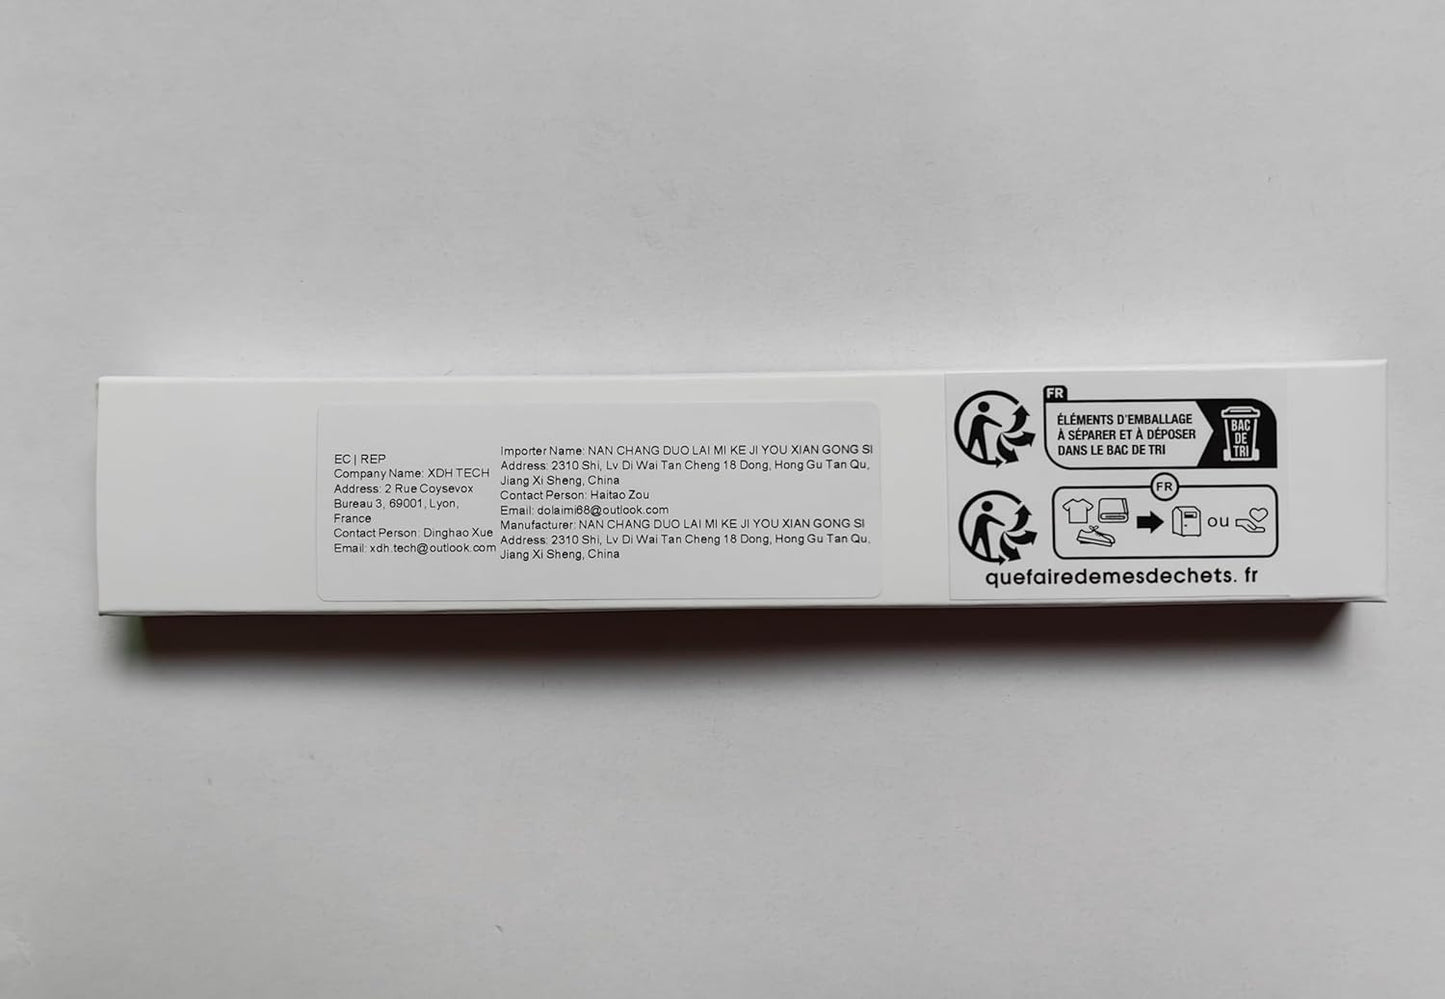 EC | REP
Company Name: XDH TECH
Address: 2 Rue Coysevox
Bureau 3, 69001, Lyon,
France
Contact Person: Dinghao Xue
Email: xdh.tech@outlook.com
Importer Name: NAN CHANG DUO LAI MI KE JI YOU XIAN GONG SI
Address: 2310 Shi, Lv Di Wai Tan Cheng 18 Dong, Hong Gu Tan Qu,
Jiang Xi Sheng, China
Contact Person: Haitao Zou
Email: dolaimi68@outlook.com
Manufacturer: NAN CHANG DUO LAI MI KE JI YOU XIAN GONG SI
Address: 2310 Shi, Lv Di Wai Tan Cheng 18 Dong, Hong Gu Tan Qu,
Jiang Xi Sheng, China
FR
ÉLÉMENTS D'EMBALLAGE
À SÉPARER ET À DÉPOSER
DANS LE BAC DE TRI
BAC
DE
TRI
FR
ou
quefairedemesdechets. fr